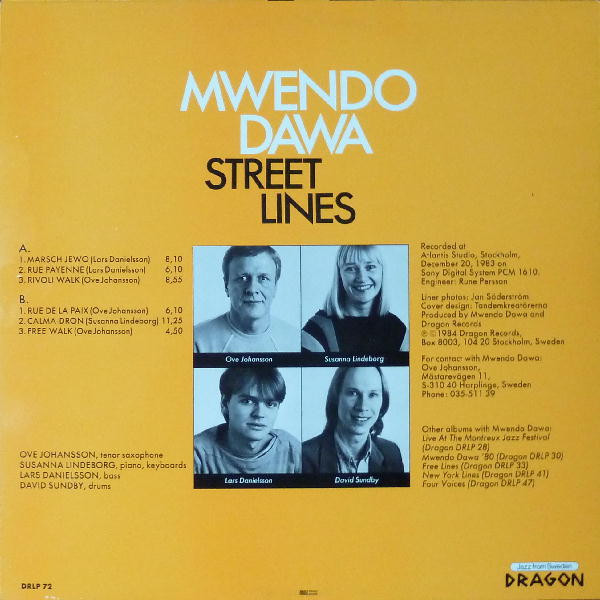 MWENDO
DAWA
STREET
LINES
A.
1. MARSCH JEWO (Lars Danielsson) 8,10
2. RUE PAYENNE (Lars Danielsson) 6,10
3. RIVOLI WALK (Ove Johansson) 8,55
B.
1. RUE DE LA PAIX (Ove Johansson) 6,10
2. CALMA DRON (Susanna Lindeborg) 11,25
3. FREE WALK (Ove Johansson) 4,50
OVE JOHANSSON, tenor saxophone
SUSANNA LINDEBORG, piano, keyboards
LARS DANIELSSON, bass
DAVID SUNDBY, drums
Ove Johansson
Susanna Lindeborg
Lars Danielsson
David Sundby
Recorded at
Atlantis Studio, Stockholm,
December 20, 1983 on
Sony Digital System PCM 1610.
Engineer: Rune Persson
Liner photos: Jan Söderström
Cover design: Tandemkreatörerna
Produced by Mwendo Dawa and
Dragon Records
℗ © 1984 Dragon Records,
Box 8003, 104 20 Stockholm, Sweden
For contact with Mwendo Dawa:
Ove Johansson,
Mästarevägen 11,
S-310 40 Harplinge, Sweden
Phone: 035-511 39
Other albums with Mwendo Dawa:
Live At The Montreux Jazz Festival
(Dragon DRLP 28)
Mwendo Dawa '80 (Dragon DRLP 30)
Free Lines (Dragon DRLP 33)
New York Lines (Dragon DRLP 41)
Four Voices (Dragon DRLP 47)
DRLP 72
Jazz from Sweden
DRAGON